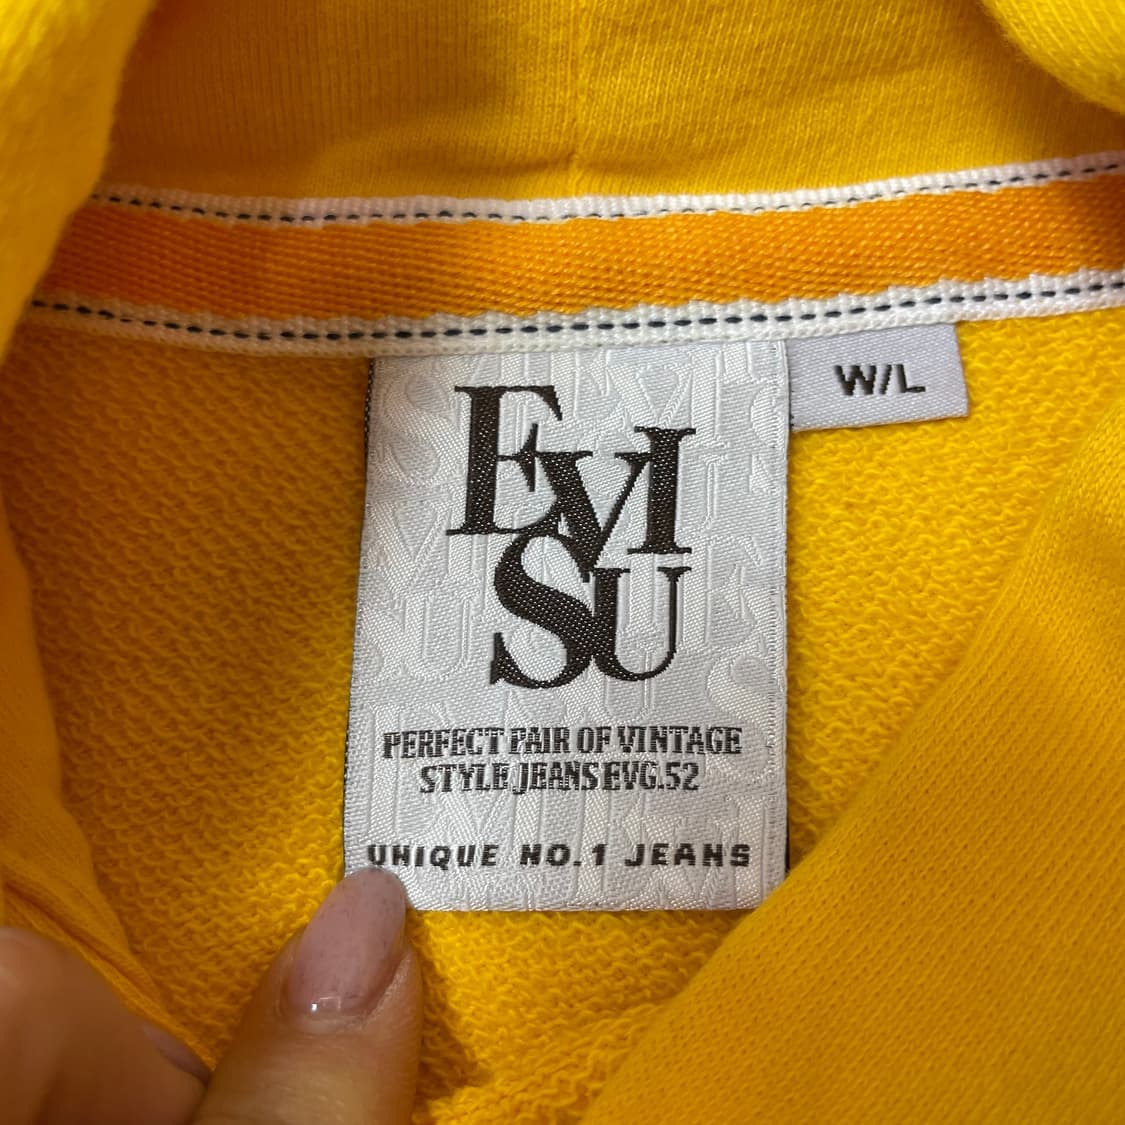 EVI
SU
W/L
PERFECT PAIR OF VINTAGE
STYLE JEANS EVG.52
UNIQUE NO.1 JEANS